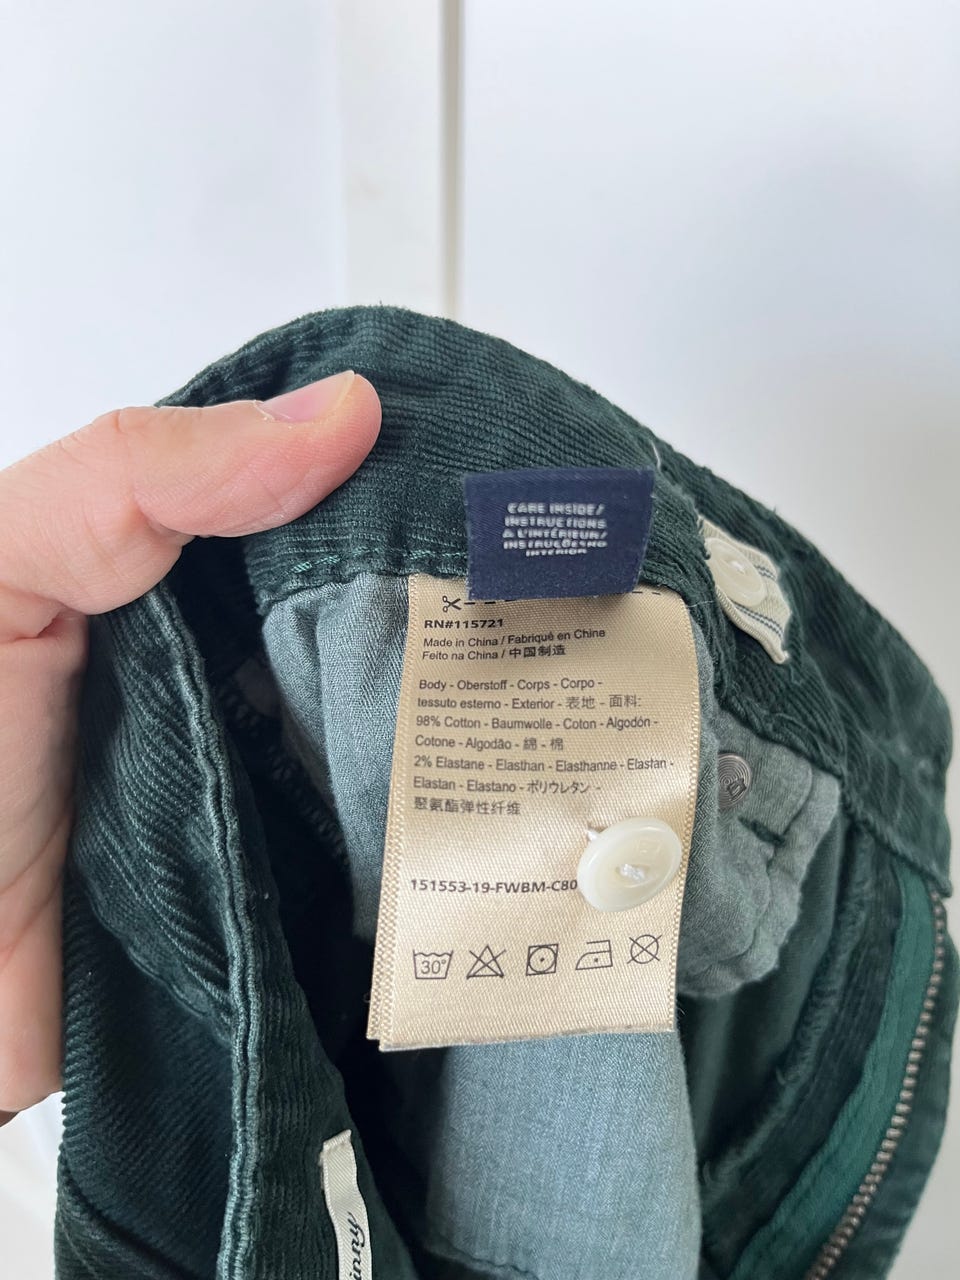 CARE INSIDE/
INSTRUCTIONS
À L'INTÉRIEUR/
INSTRUÇÕES NO
INTERIOR
RN#115721
Made in China / Fabriqué en Chine
Feito na China / 中国制造
Body - Oberstoff - Corps - Corpo -
tessuto esterno - Exterior - 表地 - 面料:
98% Cotton - Baumwolle - Coton - Algodón -
Cotone - Algodão - 綿 - 棉
2% Elastane - Elasthan - Elasthanne - Elastan -
Elastan - Elastano - ポリウレタン -
聚氨酯弹性纤维
151553-19-FWBM-C80
30°